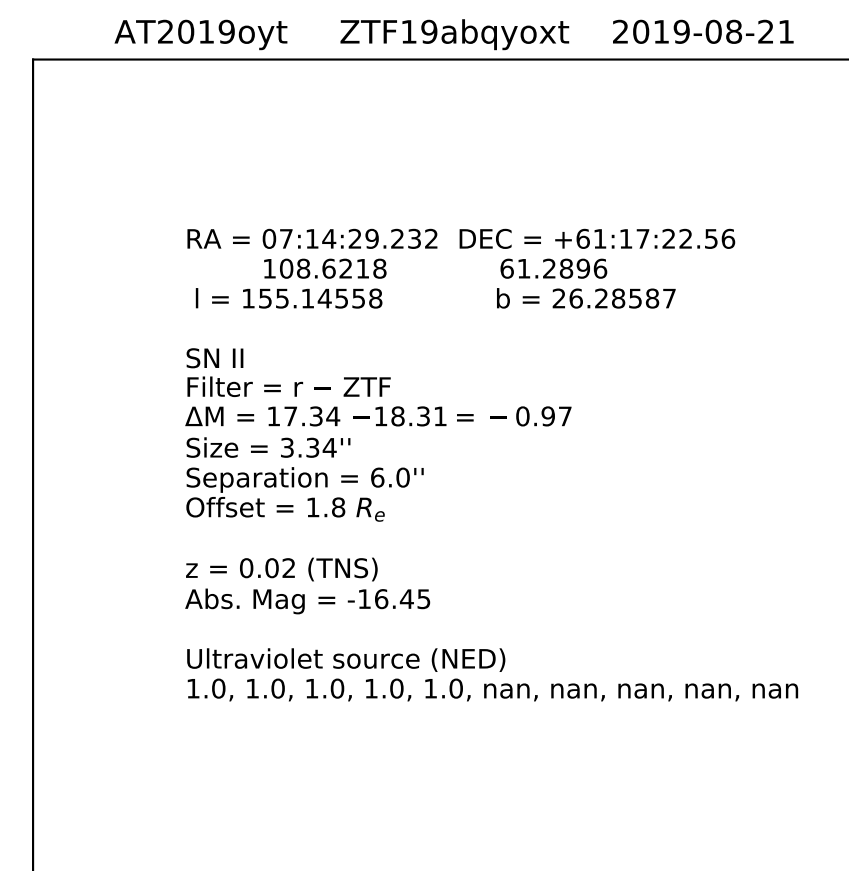 AT2019oyt ZTF19abqyoxt 2019-08-21
RA = 07:14:29.232 DEC = +61:17:22.56
108.6218 61.2896
l = 155.14558 b = 26.28587
SN II
Filter = r − ZTF
ΔM = 17.34 −18.31 = −0.97
Size = 3.34''
Separation = 6.0''
Offset = 1.8 Rₑ
z = 0.02 (TNS)
Abs. Mag = -16.45
Ultraviolet source (NED)
1.0, 1.0, 1.0, 1.0, 1.0, nan, nan, nan, nan, nan